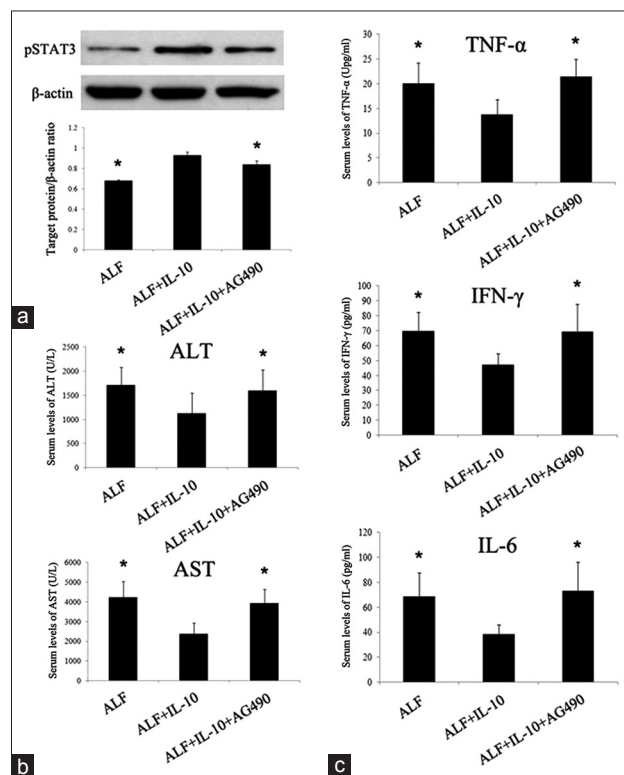 pSTAT3
β-actin
Target protein/β-actin ratio
1.2
1
0.8
0.6
0.4
0.2
0
*
*
ALF
ALF+IL-10
ALF+IL-10+AG490
a
ALT
Serum levels of ALT (U/L)
2500
2000
1500
1000
500
0
*
*
ALF
ALF+IL-10
ALF+IL-10+AG490
AST
Serum levels of AST (U/L)
6000
5000
4000
3000
2000
1000
0
*
*
ALF
ALF+IL-10
ALF+IL-10+AG490
b
TNF-α
Serum levels of TNF-α (Upg/ml)
30
25
20
15
10
5
0
*
*
ALF
ALF+IL-10
ALF+IL-10+AG490
IFN-γ
Serum levels of IFN-γ (pg/ml)
100
90
80
70
60
50
40
30
20
10
0
*
*
ALF
ALF+IL-10
ALF+IL-10+AG490
IL-6
Serum levels of IL-6 (pg/ml)
120
100
80
60
40
20
0
*
*
ALF
ALF+IL-10
ALF+IL-10+AG490
c